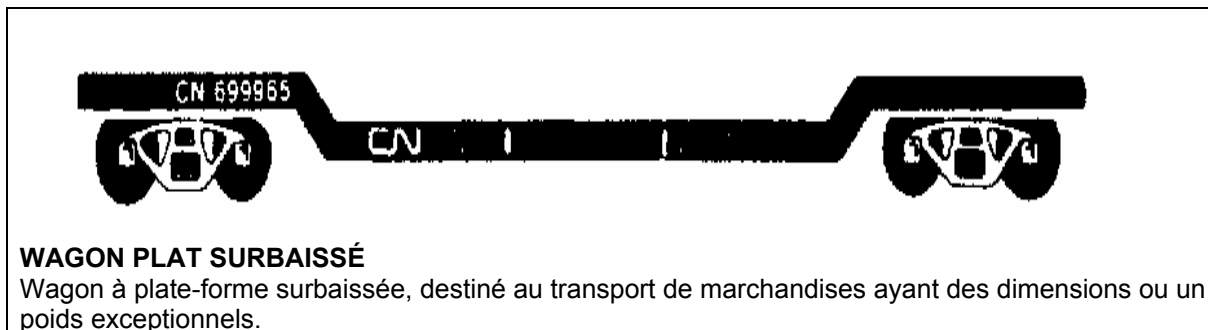 CN 699965
CN
WAGON PLAT SURBAISSÉ
Wagon à plate-forme surbaissée, destiné au transport de marchandises ayant des dimensions ou un
poids exceptionnels.